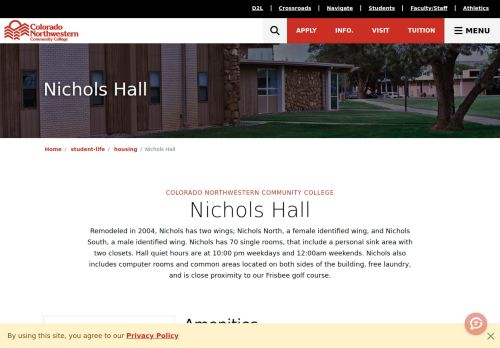 D2L | Crossroads | Navigate | Students | Faculty/Staff | Athletics
Colorado
Northwestern
Community College
APPLY INFO. VISIT TUITION MENU
Nichols Hall
Home / student-life / housing / Nichols Hall
COLORADO NORTHWESTERN COMMUNITY COLLEGE
Nichols Hall
Remodeled in 2004, Nichols has two wings; Nichols North, a female identified wing, and Nichols
South, a male identified wing. Nichols has 70 single rooms, that include a personal sink area with
two closets. Hall quiet hours are at 10:00 pm weekdays and 12:00am weekends. Nichols also
includes computer rooms and common areas located on both sides of the building, free laundry,
and is close proximity to our Frisbee golf course.
Amenities
By using this site, you agree to our Privacy Policy